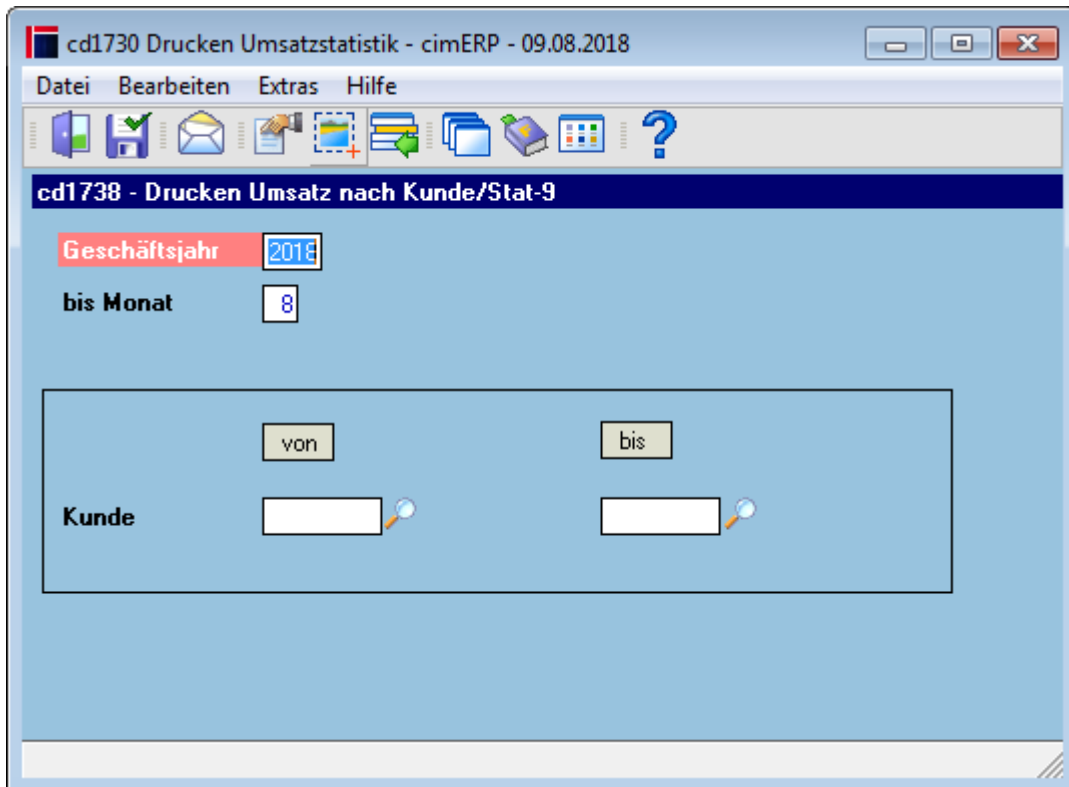 cd1730 Drucken Umsatzstatistik - cimERP - 09.08.2018
Datei Bearbeiten Extras Hilfe
cd1738 - Drucken Umsatz nach Kunde/Stat-9
Geschäftsjahr 2018
bis Monat 8
von bis
Kunde